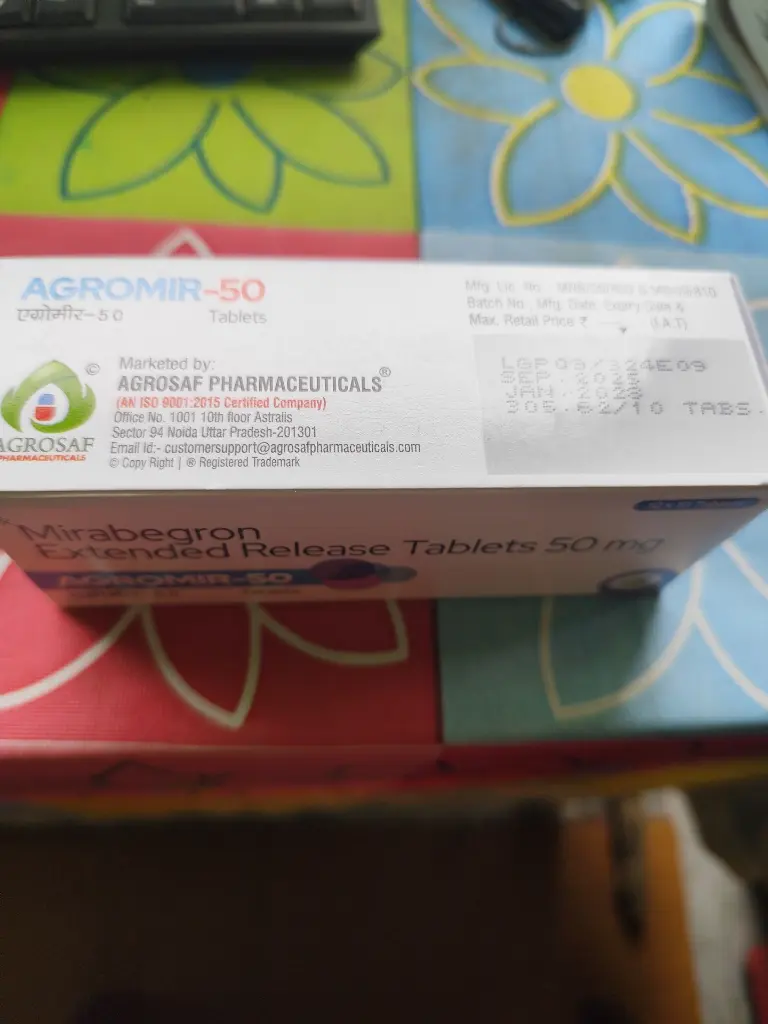 AGROMIR-50
एग्रोमीर-50 Tablets
Marketed by:
AGROSAF PHARMACEUTICALS®
(AN ISO 9001:2015 Certified Company)
Office No. 1001 10th floor Astralis
Sector 94 Noida Uttar Pradesh-201301
Email Id:- customersupport@agrosafpharmaceuticals.com
© Copy Right | ® Registered Trademark
©
AGROSAF
PHARMACEUTICALS
Mfg. Lic. No.
Batch No., Mfg. Date, Expiry Date &
Max. Retail Price ₹ (I.A.T)
305.82/10 TABS.
Mirabegron
Extended Release Tablets 50 mg
AGROMIR-50